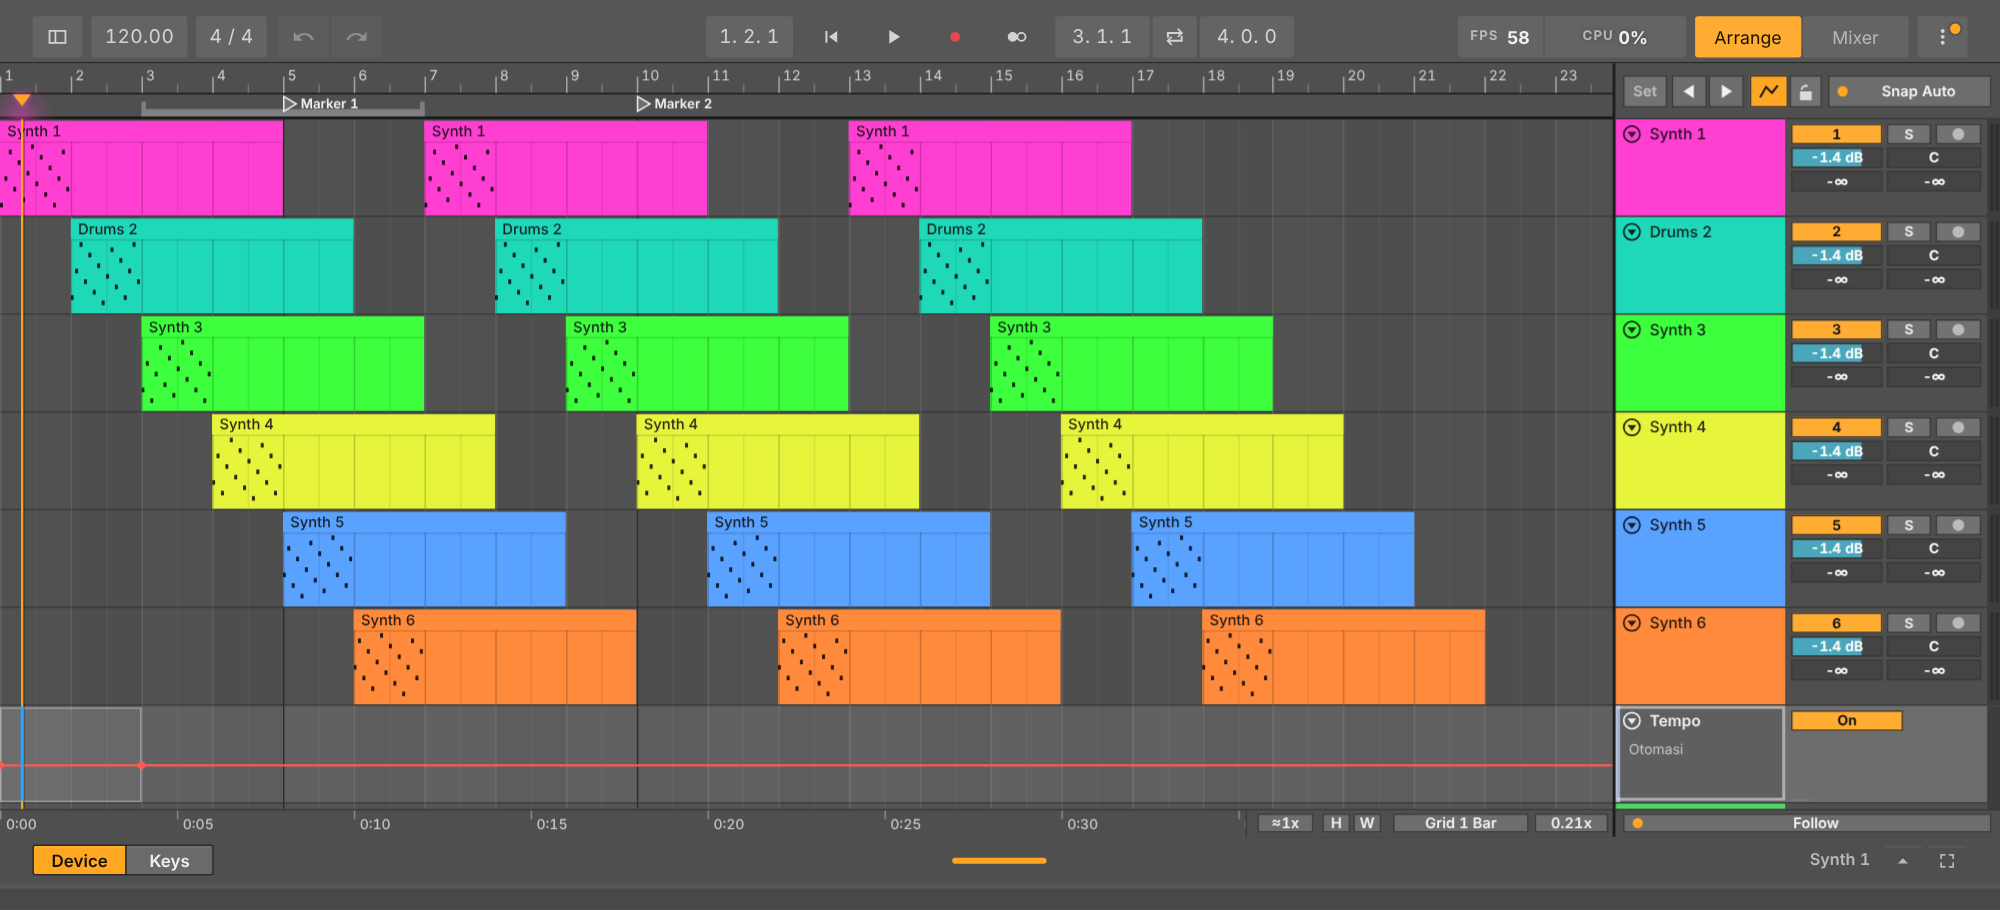 120.00 4 / 4 1. 2. 1 3. 1. 1 4. 0. 0 FPS 58 CPU 0% Arrange Mixer
1 2 3 4 5 6 7 8 9 10 11 12 13 14 15 16 17 18 19 20 21 22 23
Set Snap Auto
Marker 1 Marker 2
Synth 1 Synth 1 Synth 1
Synth 1 1 S
-1.4 dB C
-∞ -∞
Drums 2 Drums 2 Drums 2
Drums 2 2 S
-1.4 dB C
-∞ -∞
Synth 3 Synth 3 Synth 3
Synth 3 3 S
-1.4 dB C
-∞ -∞
Synth 4 Synth 4 Synth 4
Synth 4 4 S
-1.4 dB C
-∞ -∞
Synth 5 Synth 5 Synth 5
Synth 5 5 S
-1.4 dB C
-∞ -∞
Synth 6 Synth 6 Synth 6
Synth 6 6 S
-1.4 dB C
-∞ -∞
Tempo On
Otomasi
0:00 0:05 0:10 0:15 0:20 0:25 0:30 ≈1x H W Grid 1 Bar 0.21x Follow
Device Keys Synth 1